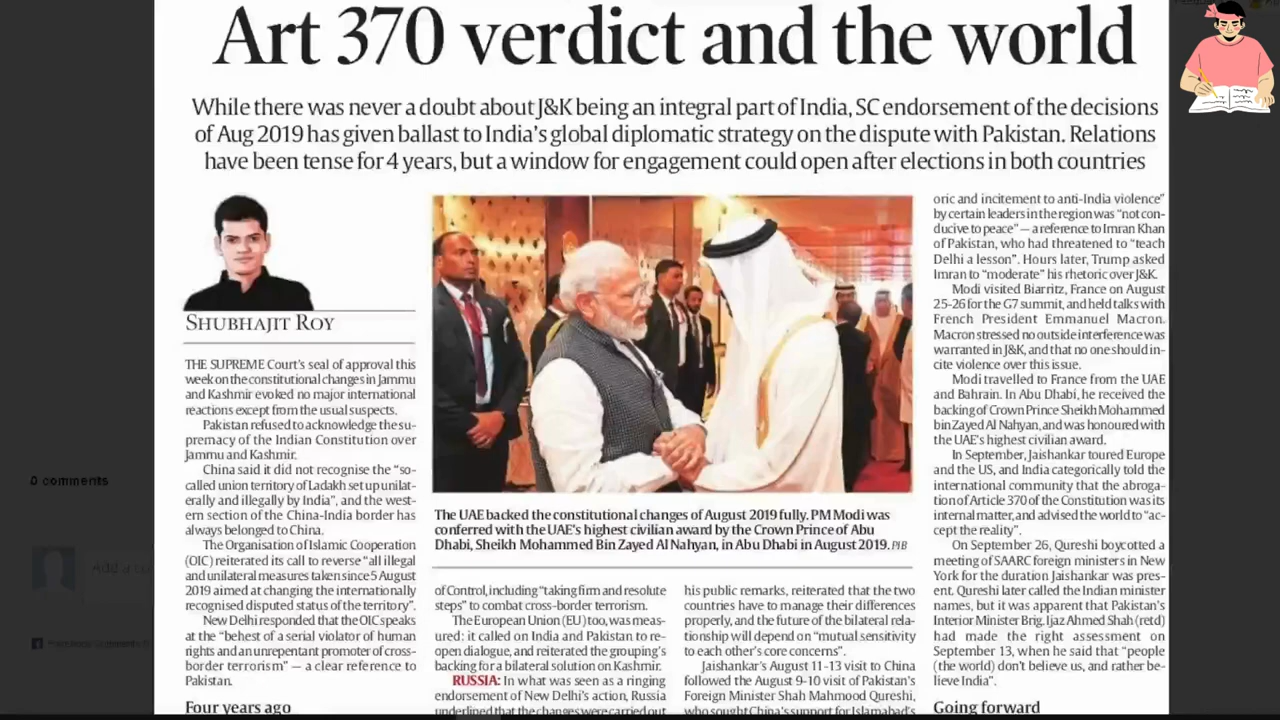 Art 370 verdict and the world
While there was never a doubt about J&K being an integral part of India, SC endorsement of the decisions
of Aug 2019 has given ballast to India's global diplomatic strategy on the dispute with Pakistan. Relations
have been tense for 4 years, but a window for engagement could open after elections in both countries
SHUBHAJIT ROY
THE SUPREME Court's seal of approval this
week on the constitutional changes in Jammu
and Kashmir evoked no major international
reactions except from the usual suspects.
Pakistan refused to acknowledge the su-
premacy of the Indian Constitution over
Jammu and Kashmir.
China said it did not recognise the "so-
called union territory of Ladakh set up unilat-
erally and illegally by India", and the west-
ern section of the China-India border has
always belonged to China.
The Organisation of Islamic Cooperation
(OIC) reiterated its call to reverse "all illegal
and unilateral measures taken since 5 August
2019 aimed at changing the internationally
recognised disputed status of the territory".
New Delhi responded that the OIC speaks
at the "behest of a serial violator of human
rights and an unrepentant promoter of cross-
border terrorism" — a clear reference to
Pakistan.
Four years ago
The UAE backed the constitutional changes of August 2019 fully. PM Modi was
conferred with the UAE's highest civilian award by the Crown Prince of Abu
Dhabi, Sheikh Mohammed Bin Zayed Al Nahyan, in Abu Dhabi in August 2019. PIB
of Control, including "taking firm and resolute
steps" to combat cross-border terrorism.
The European Union (EU) too, was meas-
ured: it called on India and Pakistan to re-
open dialogue, and reiterated the grouping's
backing for a bilateral solution on Kashmir.
RUSSIA: In what was seen as a ringing
endorsement of New Delhi's action, Russia
underlined that the changes were carried out
his public remarks, reiterated that the two
countries have to manage their differences
properly, and the future of the bilateral rela-
tionship will depend on "mutual sensitivity
to each other's core concerns".
Jaishankar's August 11-13 visit to China
followed the August 9-10 visit of Pakistan's
Foreign Minister Shah Mahmood Qureshi,
who sought China's support for Islamabad's
oric and incitement to anti-India violence"
by certain leaders in the region was "not con-
ducive to peace" — a reference to Imran Khan
of Pakistan, who had threatened to "teach
Delhi a lesson". Hours later, Trump asked
Imran to "moderate" his rhetoric over J&K.
Modi visited Biarritz, France on August
25-26 for the G7 summit, and held talks with
French President Emmanuel Macron.
Macron stressed no outside interference was
warranted in J&K, and that no one should in-
cite violence over this issue.
Modi travelled to France from the UAE
and Bahrain. In Abu Dhabi, he received the
backing of Crown Prince Sheikh Mohammed
bin Zayed Al Nahyan, and was honoured with
the UAE's highest civilian award.
In September, Jaishankar toured Europe
and the US, and India categorically told the
international community that the abroga-
tion of Article 370 of the Constitution was its
internal matter, and advised the world to "ac-
cept the reality".
On September 26, Qureshi boycotted a
meeting of SAARC foreign ministers in New
York for the duration Jaishankar was pres-
ent. Qureshi later called the Indian minister
names, but it was apparent that Pakistan's
Interior Minister Brig. Ijaz Ahmed Shah (retd)
had made the right assessment on
September 13, when he said that "people
(the world) don't believe us, and rather be-
lieve India".
Going forward
0 comments
Add a co